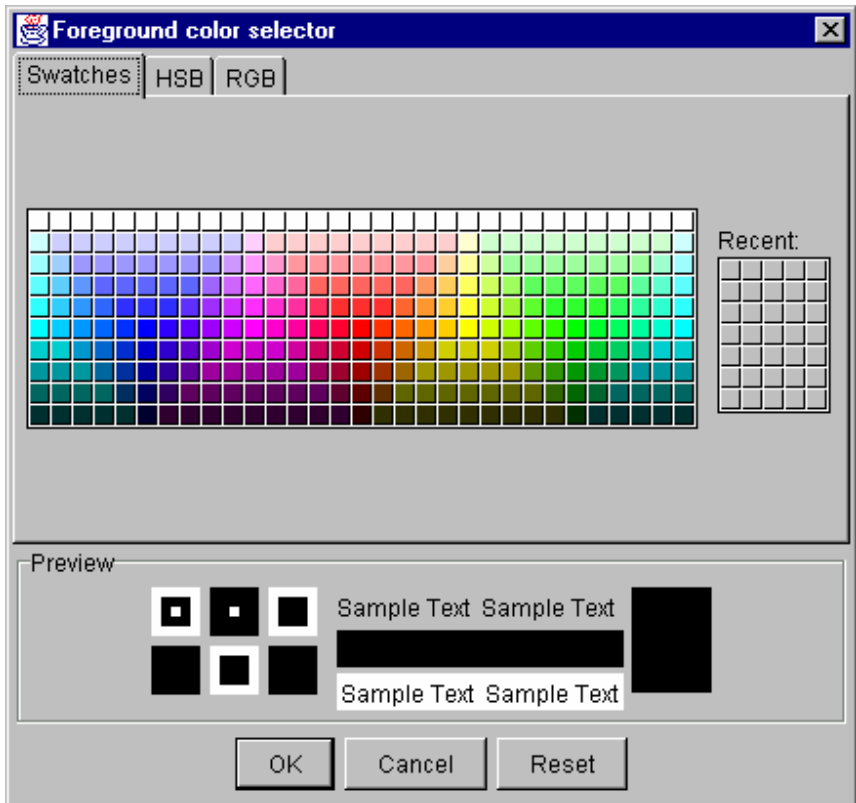 Foreground color selector
Swatches HSB RGB
Recent:
Preview
Sample Text Sample Text
Sample Text Sample Text
OK Cancel Reset